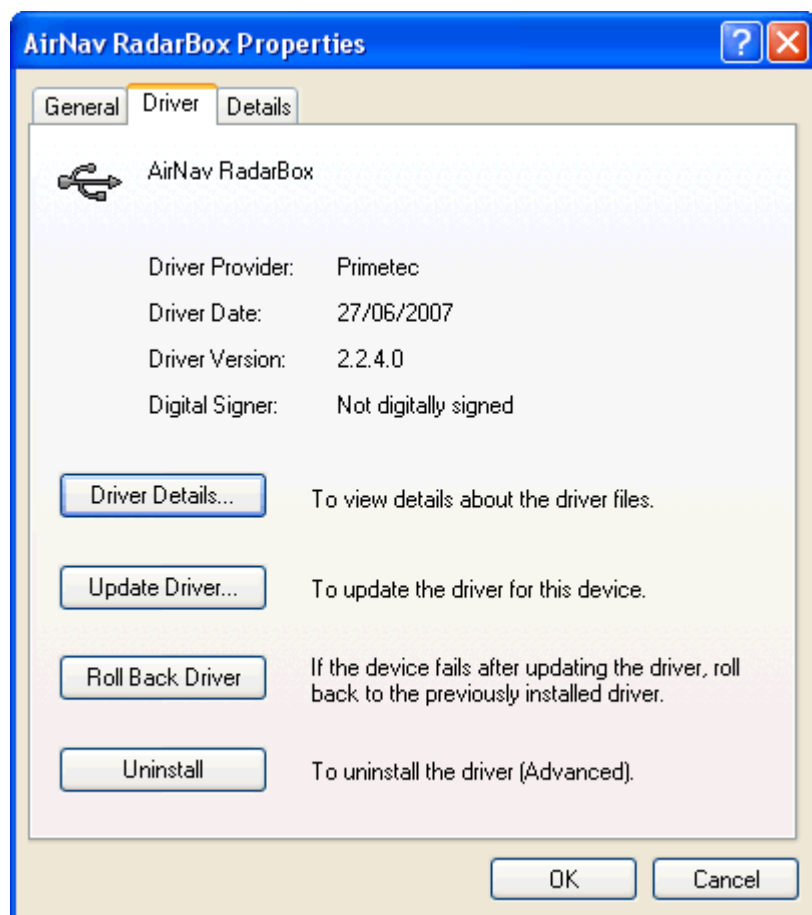 AirNav RadarBox Properties
General Driver Details
AirNav RadarBox
Driver Provider: Primetec
Driver Date: 27/06/2007
Driver Version: 2.2.4.0
Digital Signer: Not digitally signed
Driver Details... To view details about the driver files.
Update Driver... To update the driver for this device.
Roll Back Driver If the device fails after updating the driver, roll
back to the previously installed driver.
Uninstall To uninstall the driver (Advanced).
OK Cancel